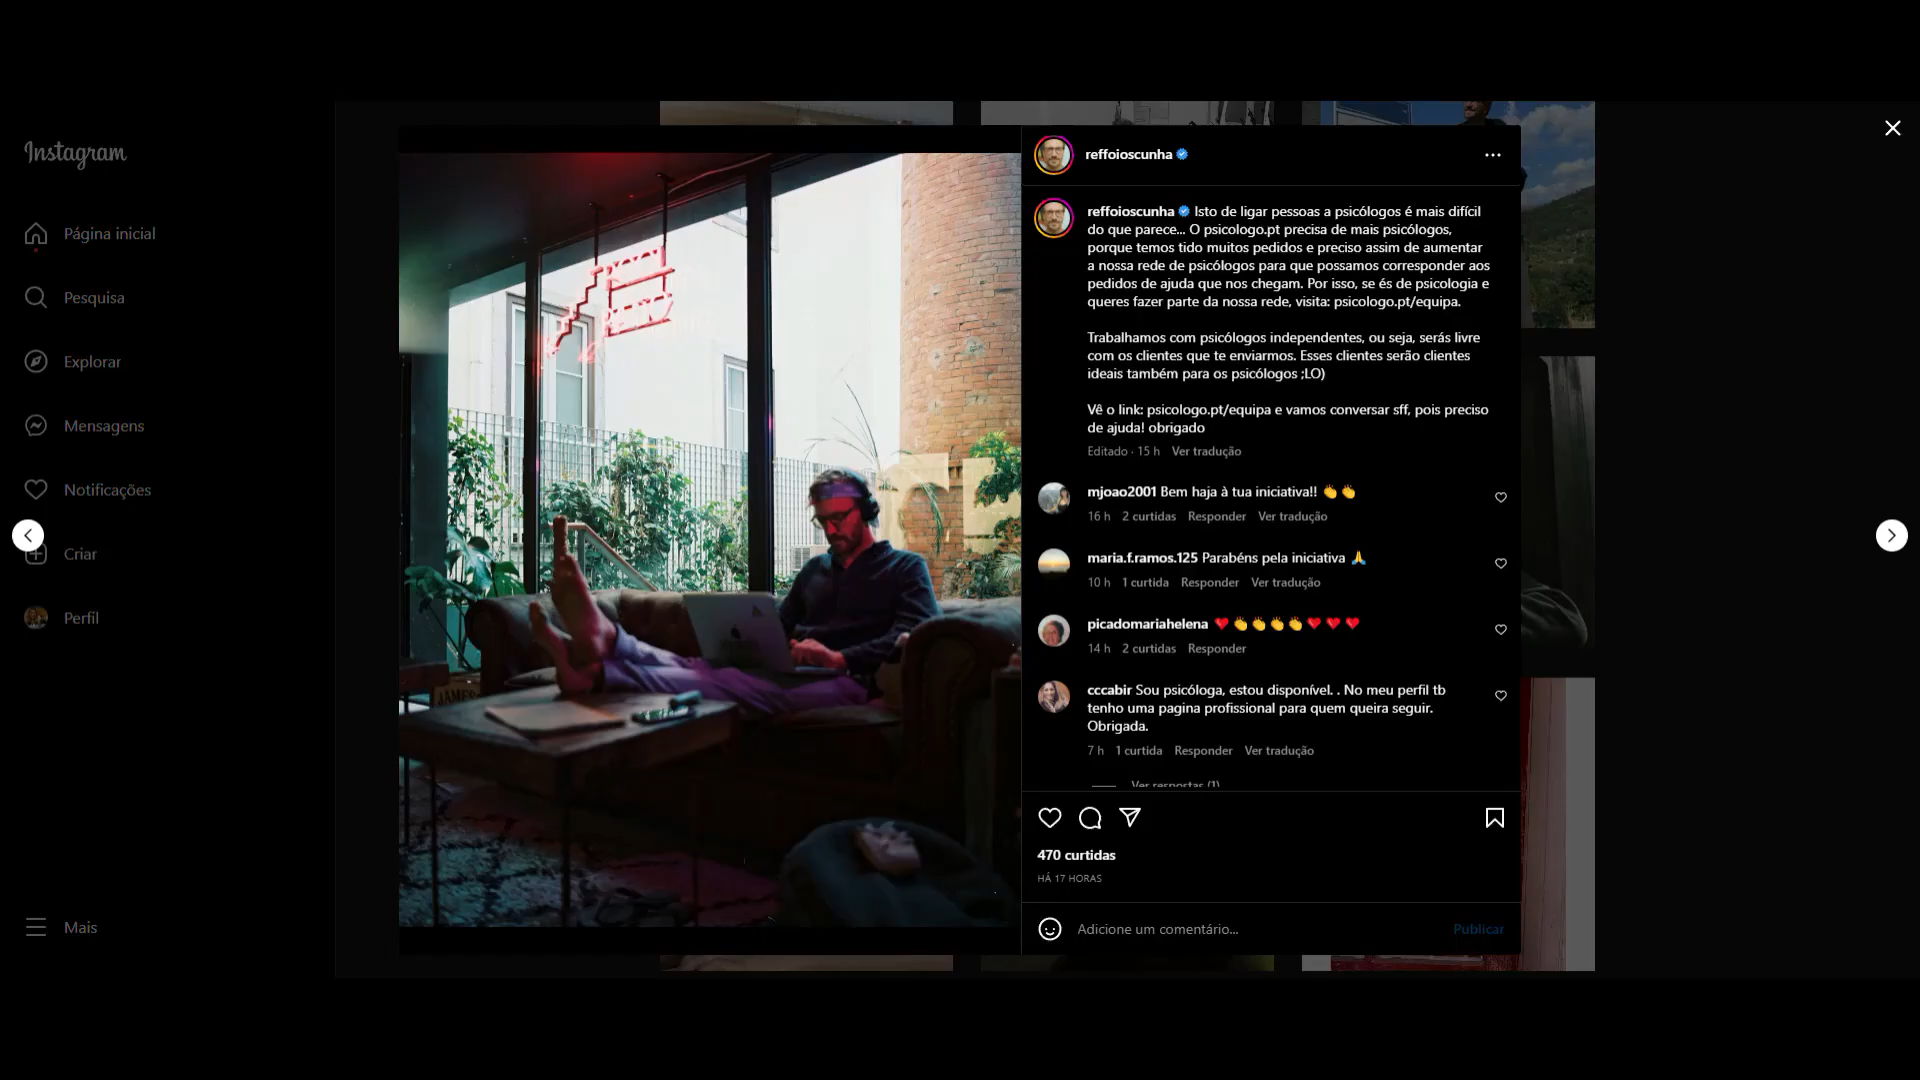 Instagram
Página inicial
Pesquisa
Explorar
Mensagens
Notificações
Criar
Perfil
Mais
JAMES
reffoioscunha
reffoioscunha Isto de ligar pessoas a psicólogos é mais difícil
do que parece... O psicologo.pt precisa de mais psicólogos,
porque temos tido muitos pedidos e preciso assim de aumentar
a nossa rede de psicólogos para que possamos corresponder aos
pedidos de ajuda que nos chegam. Por isso, se és de psicologia e
queres fazer parte da nossa rede, visita: psicologo.pt/equipa.
Trabalhamos com psicólogos independentes, ou seja, serás livre
com os clientes que te enviarmos. Esses clientes serão clientes
ideais também para os psicólogos ;LO)
Vê o link: psicologo.pt/equipa e vamos conversar sff, pois preciso
de ajuda! obrigado
Editado · 15 h Ver tradução
mjoao2001 Bem haja à tua iniciativa!! 👏👏
16 h 2 curtidas Responder Ver tradução
maria.f.ramos.125 Parabéns pela iniciativa 🙏
10 h 1 curtida Responder Ver tradução
picadomariahelena ❤️👏👏👏👏❤️❤️❤️
14 h 2 curtidas Responder
cccabir Sou psicóloga, estou disponível. . No meu perfil tb
tenho uma pagina profissional para quem queira seguir.
Obrigada.
7 h 1 curtida Responder Ver tradução
Ver respostas (1)
470 curtidas
HÁ 17 HORAS
Adicione um comentário...
Publicar